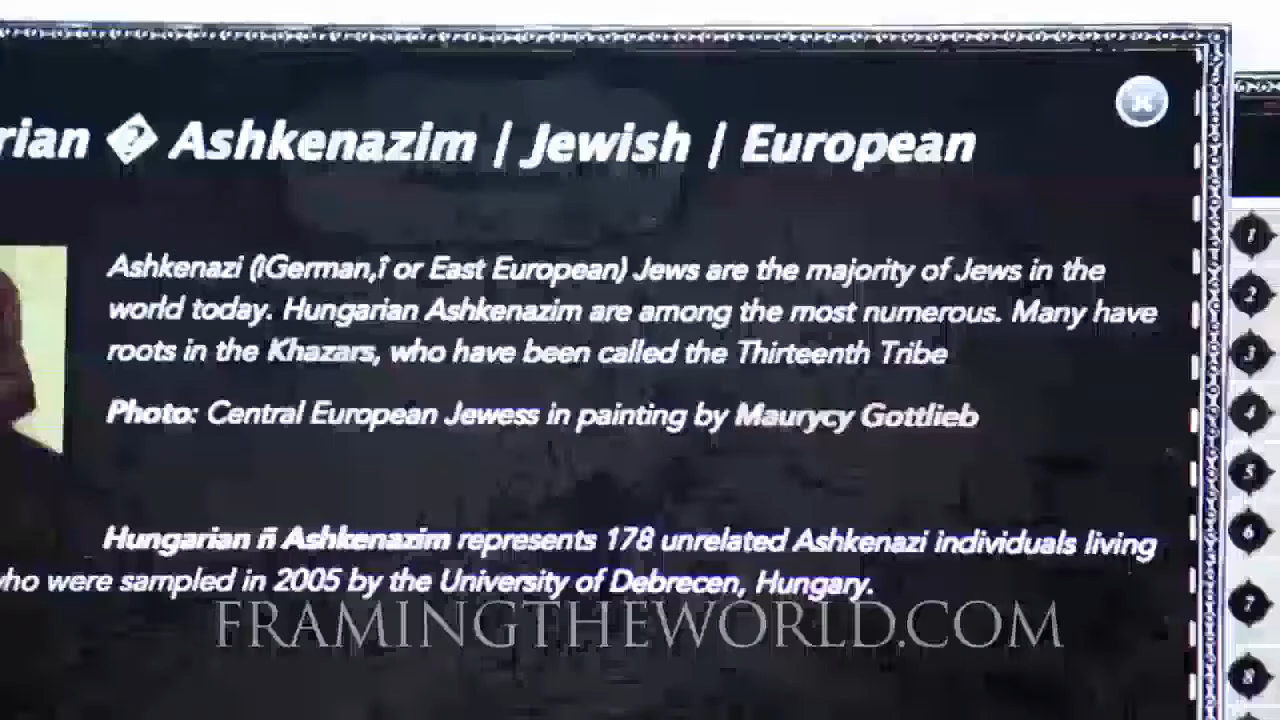 rian � Ashkenazim | Jewish | European
Ashkenazi (ÏGerman,î or East European) Jews are the majority of Jews in the
world today. Hungarian Ashkenazim are among the most numerous. Many have
roots in the Khazars, who have been called the Thirteenth Tribe
Photo: Central European Jewess in painting by Maurycy Gottlieb
Hungarian ñ Ashkenazim represents 178 unrelated Ashkenazi individuals living
who were sampled in 2005 by the University of Debrecen, Hungary.
FRAMINGTHEWORLD.COM
1
2
3
4
5
6
7
8